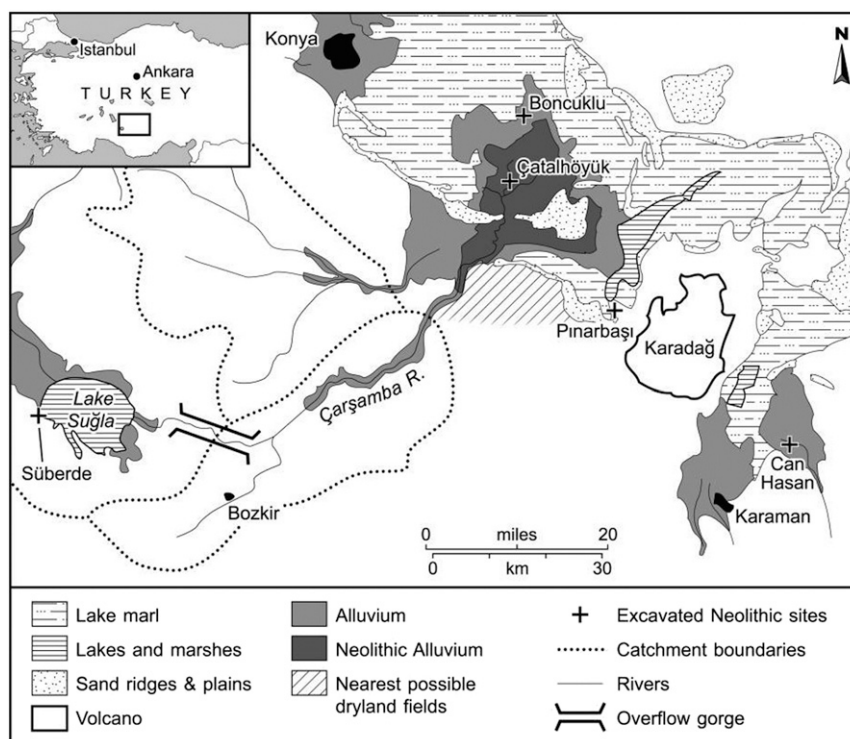 Istanbul
Ankara
TURKEY
Konya
N
Boncuklu
Çatalhöyük
Pınarbaşı
Karadağ
Çarşamba R.
Lake
Suğla
Süberde
Bozkir
Can
Hasan
Karaman
0 miles 20
0 km 30
Lake marl
Alluvium
Excavated Neolithic sites
Lakes and marshes
Neolithic Alluvium
Catchment boundaries
Sand ridges & plains
Nearest possible
dryland fields
Rivers
Volcano
Overflow gorge